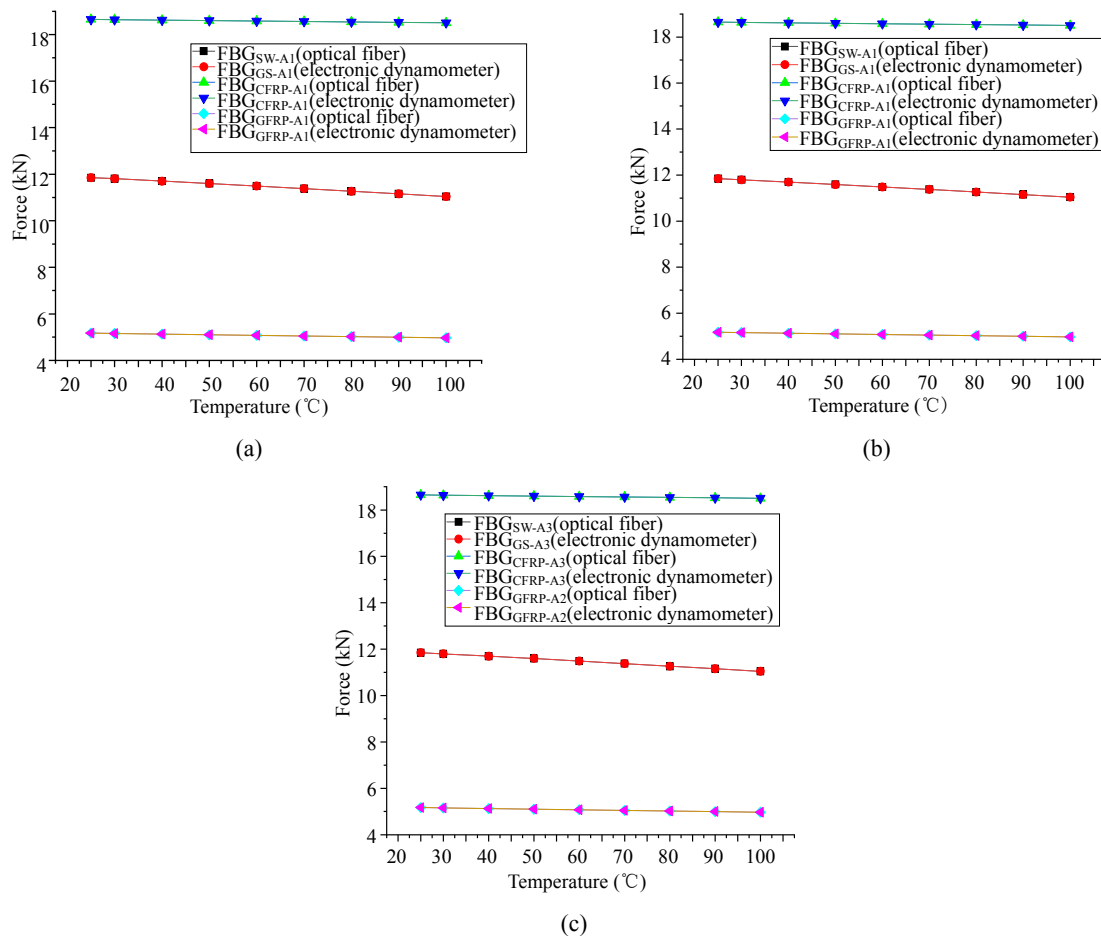 18
16
14
12
10
8
6
4
Force (kN)
FBGSW-A1(optical fiber)
FBGGS-A1(electronic dynamometer)
FBGCFRP-A1(optical fiber)
FBGCFRP-A1(electronic dynamometer)
FBGGFRP-A1(optical fiber)
FBGGFRP-A1(electronic dynamometer)
20 30 40 50 60 70 80 90 100
Temperature (℃)
(a)
18
16
14
12
10
8
6
4
Force (kN)
FBGSW-A1(optical fiber)
FBGGS-A1(electronic dynamometer)
FBGCFRP-A1(optical fiber)
FBGCFRP-A1(electronic dynamometer)
FBGGFRP-A1(optical fiber)
FBGGFRP-A1(electronic dynamometer)
20 30 40 50 60 70 80 90 100
Temperature (℃)
(b)
18
16
14
12
10
8
6
4
Force (kN)
FBGSW-A3(optical fiber)
FBGGS-A3(electronic dynamometer)
FBGCFRP-A3(optical fiber)
FBGCFRP-A3(electronic dynamometer)
FBGGFRP-A2(optical fiber)
FBGGFRP-A2(electronic dynamometer)
20 30 40 50 60 70 80 90 100
Temperature (℃)
(c)